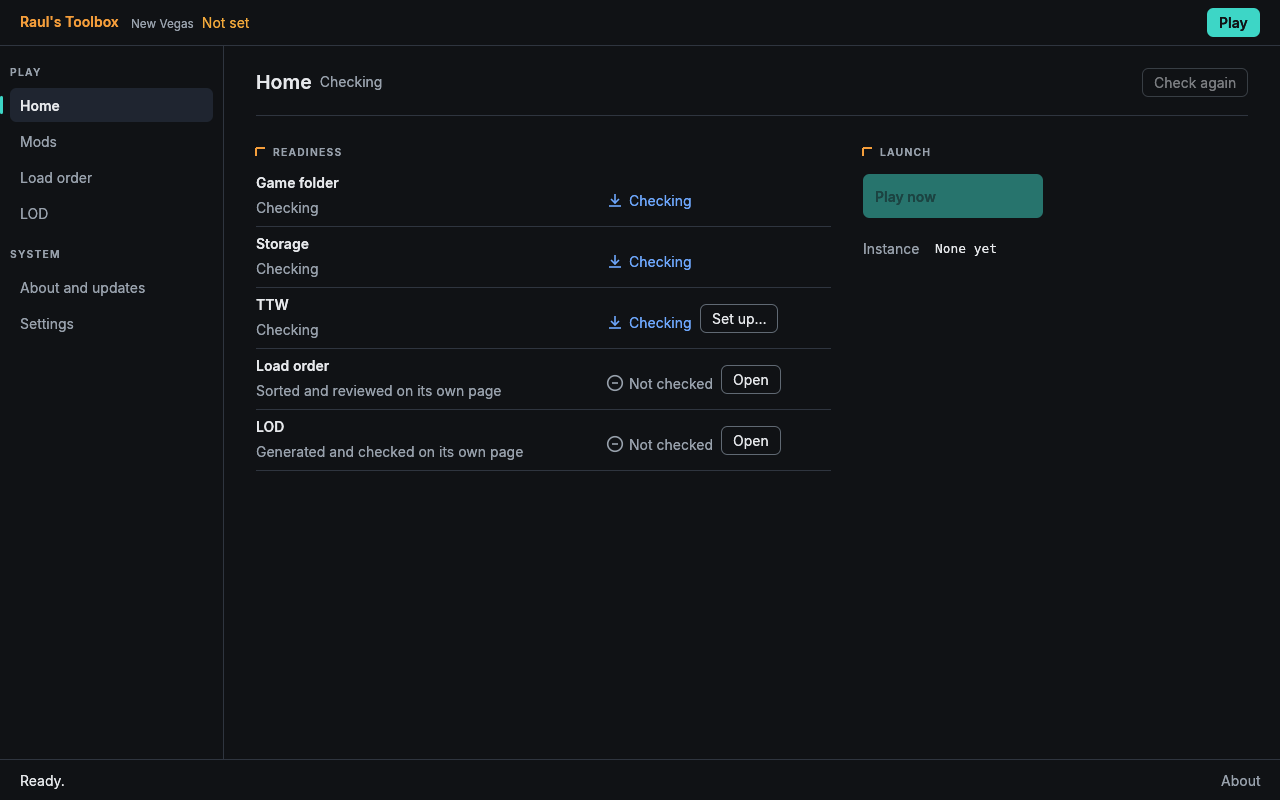 Raul's Toolbox New Vegas Not set Play
PLAY
Home
Mods
Load order
LOD
SYSTEM
About and updates
Settings
Home Checking Check again
READINESS
Game folder
Checking Checking
Storage
Checking Checking
TTW
Checking Checking Set up...
Load order
Sorted and reviewed on its own page Not checked Open
LOD
Generated and checked on its own page Not checked Open
LAUNCH
Play now
Instance None yet
Ready. About